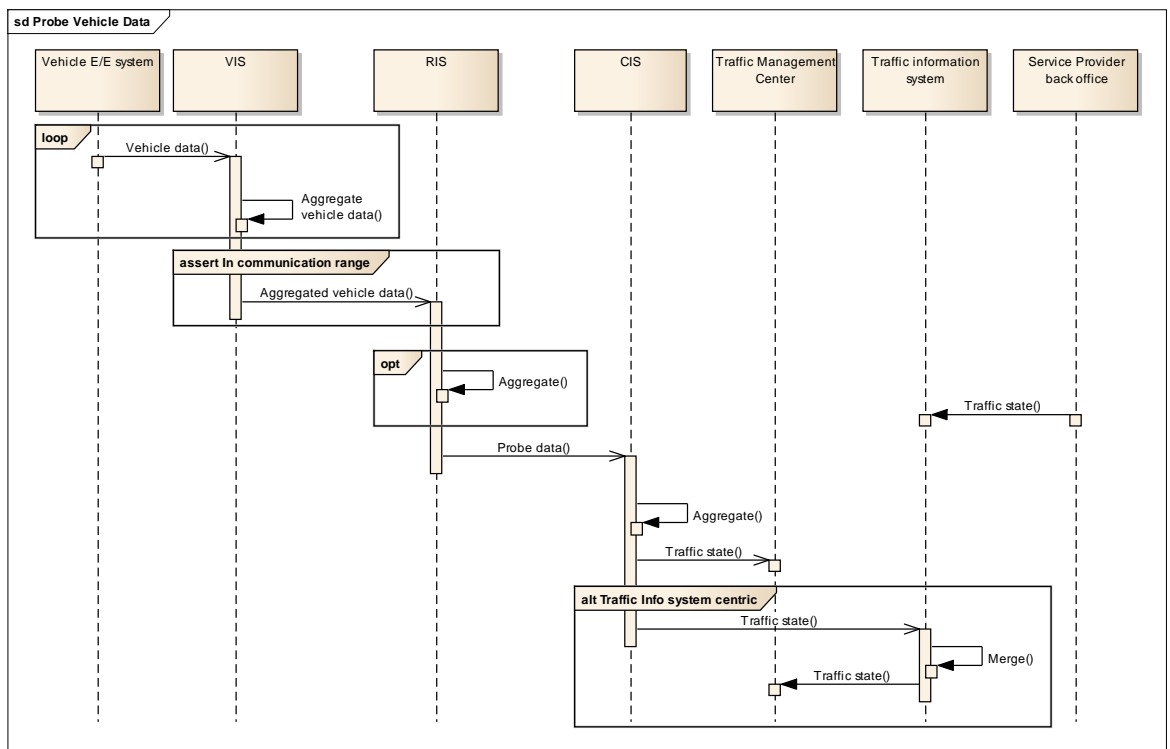 sd Probe Vehicle Data
Vehicle E/E system
VIS
RIS
CIS
Traffic Management
Center
Traffic information
system
Service Provider
back office
loop
Vehicle data()
Aggregate
vehicle data()
assert In communication range
Aggregated vehicle data()
opt
Aggregate()
Traffic state()
Probe data()
Aggregate()
Traffic state()
alt Traffic Info system centric
Traffic state()
Merge()
Traffic state()